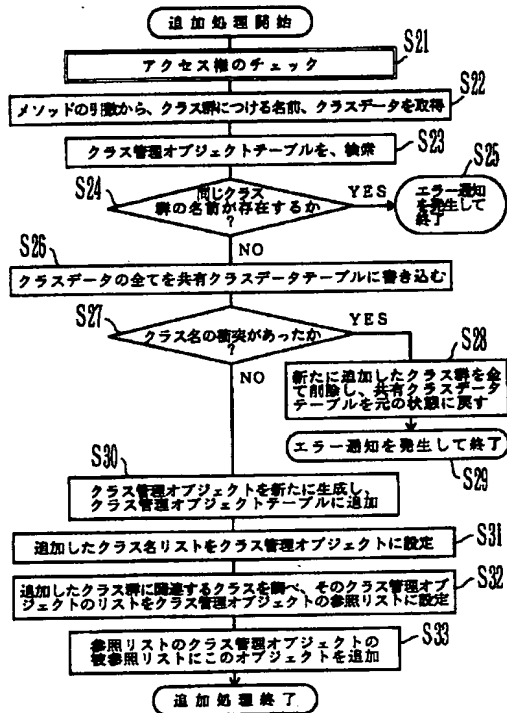 追加処理開始
S21
アクセス権のチェック
S22
メソッドの引数から、クラス群につける名前、クラスデータを取得
S23
クラス管理オブジェクトテーブルを、検索
S24
同じクラス
群の名前が存在するか
?
YES
S25
エラー通知
を発生して
終了
NO
S26
クラスデータの全てを共有クラスデータテーブルに書き込む
S27
クラス名の衝突があったか
?
YES
S28
新たに追加したクラス群を全
て削除し、共有クラスデータ
テーブルを元の状態に戻す
NO
エラー通知を発生して終了
S29
S30
クラス管理オブジェクトを新たに生成し、
クラス管理オブジェクトテーブルに追加
S31
追加したクラス名リストをクラス管理オブジェクトに設定
S32
追加したクラス群に関連するクラスを調べ、そのクラス管理オブ
ジェクトのリストをクラス管理オブジェクトの参照リストに設定
S33
参照リストのクラス管理オブジェクトの
被参照リストにこのオブジェクトを追加
追加処理終了